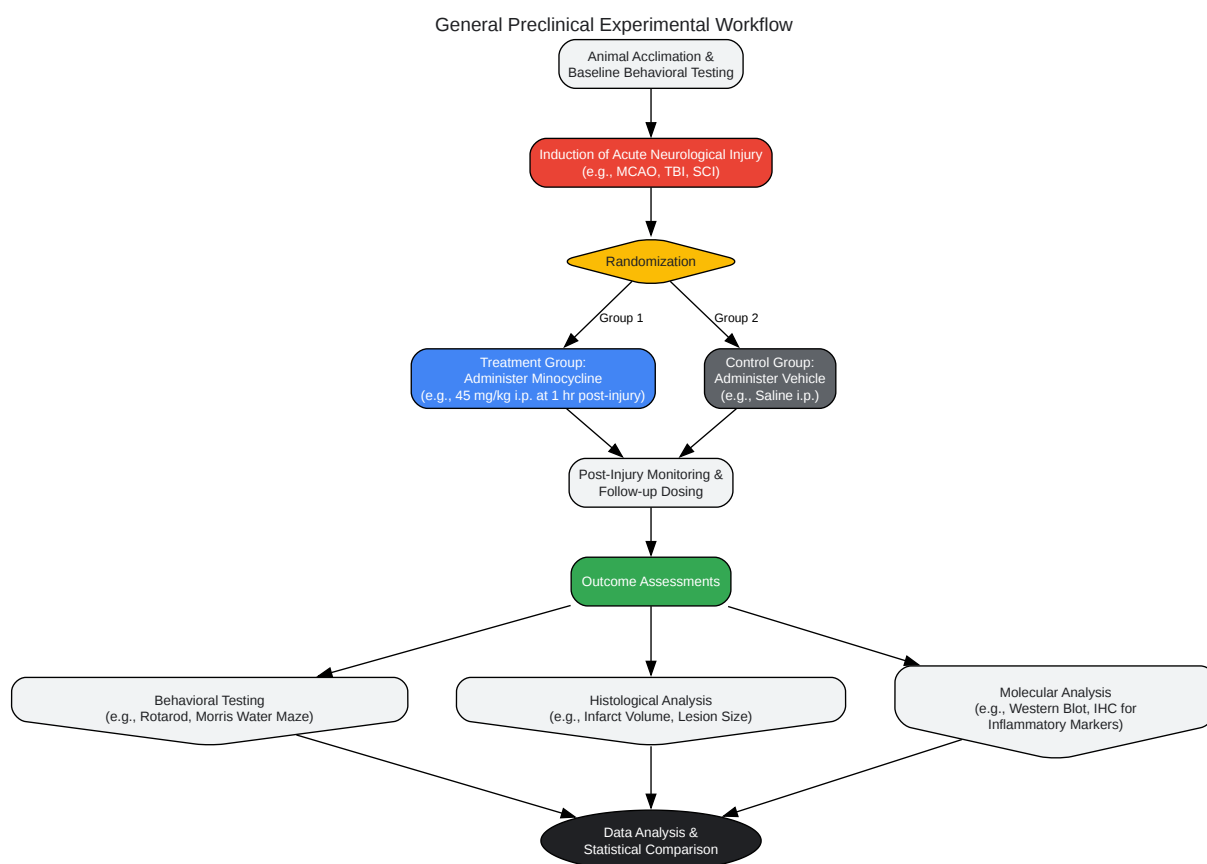 General Preclinical Experimental Workflow
Animal Acclimation &
Baseline Behavioral Testing
Induction of Acute Neurological Injury
(e.g., MCAO, TBI, SCI)
Randomization
Group 1
Group 2
Treatment Group:
Administer Minocycline
(e.g., 45 mg/kg i.p. at 1 hr post-injury)
Control Group:
Administer Vehicle
(e.g., Saline i.p.)
Post-Injury Monitoring &
Follow-up Dosing
Outcome Assessments
Behavioral Testing
(e.g., Rotarod, Morris Water Maze)
Histological Analysis
(e.g., Infarct Volume, Lesion Size)
Molecular Analysis
(e.g., Western Blot, IHC for
Inflammatory Markers)
Data Analysis &
Statistical Comparison